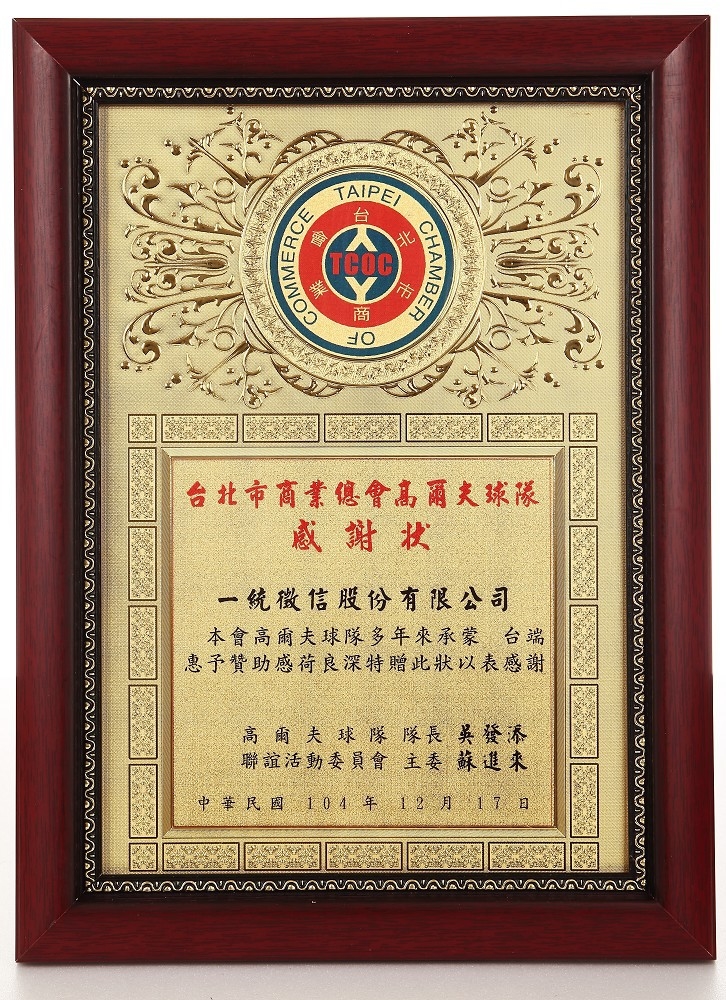 TAIPEI CHAMBER OF COMMERCE
台北市商業會
TCOC
台北市商業總會高爾夫球隊
感謝狀
一統徵信股份有限公司
本會高爾夫球隊多年來承蒙 台端
惠予贊助感荷良深特贈此狀以表感謝
高爾夫球隊 隊長 吳發添
聯誼活動委員會 主委 蘇進來
中華民國 104 年 12 月 17 日